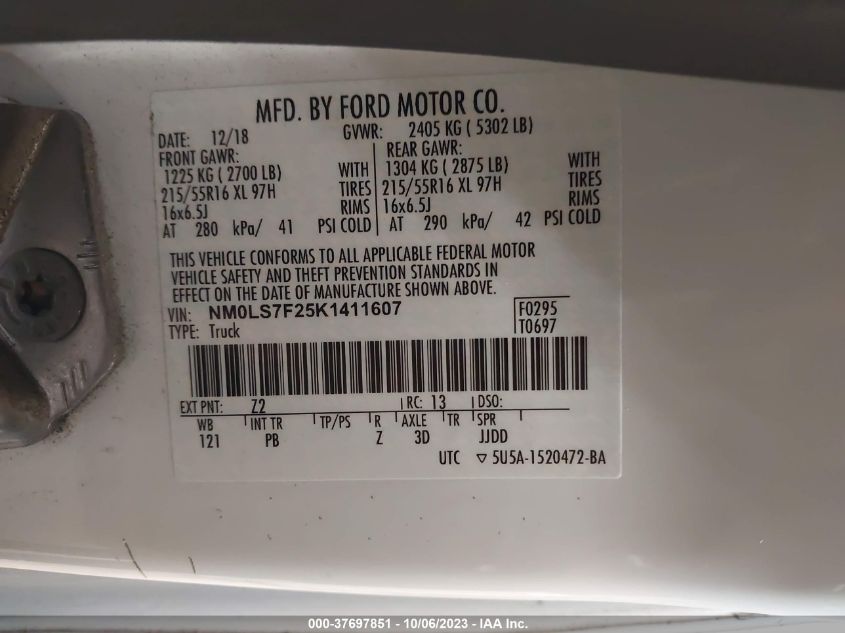 MFD. BY FORD MOTOR CO.
DATE: 12/18 GVWR: 2405 KG ( 5302 LB)
FRONT GAWR: REAR GAWR:
1225 KG ( 2700 LB) WITH 1304 KG ( 2875 LB) WITH
215/55R16 XL 97H TIRES 215/55R16 XL 97H TIRES
16x6.5J RIMS 16x6.5J RIMS
AT 280 kPa/ 41 PSI COLD AT 290 kPa/ 42 PSI COLD
THIS VEHICLE CONFORMS TO ALL APPLICABLE FEDERAL MOTOR
VEHICLE SAFETY AND THEFT PREVENTION STANDARDS IN
EFFECT ON THE DATE OF MANUFACTURE SHOWN ABOVE.
VIN: NM0LS7F25K1411607 F0295
TYPE: Truck T0697
EXT PNT: Z2 RC: 13 DSO:
WB INT TR TP/PS R AXLE TR SPR
121 PB Z 3D JJDD
UTC ▽ 5U5A-1520472-BA
000-37697851 - 10/06/2023 - IAA Inc.